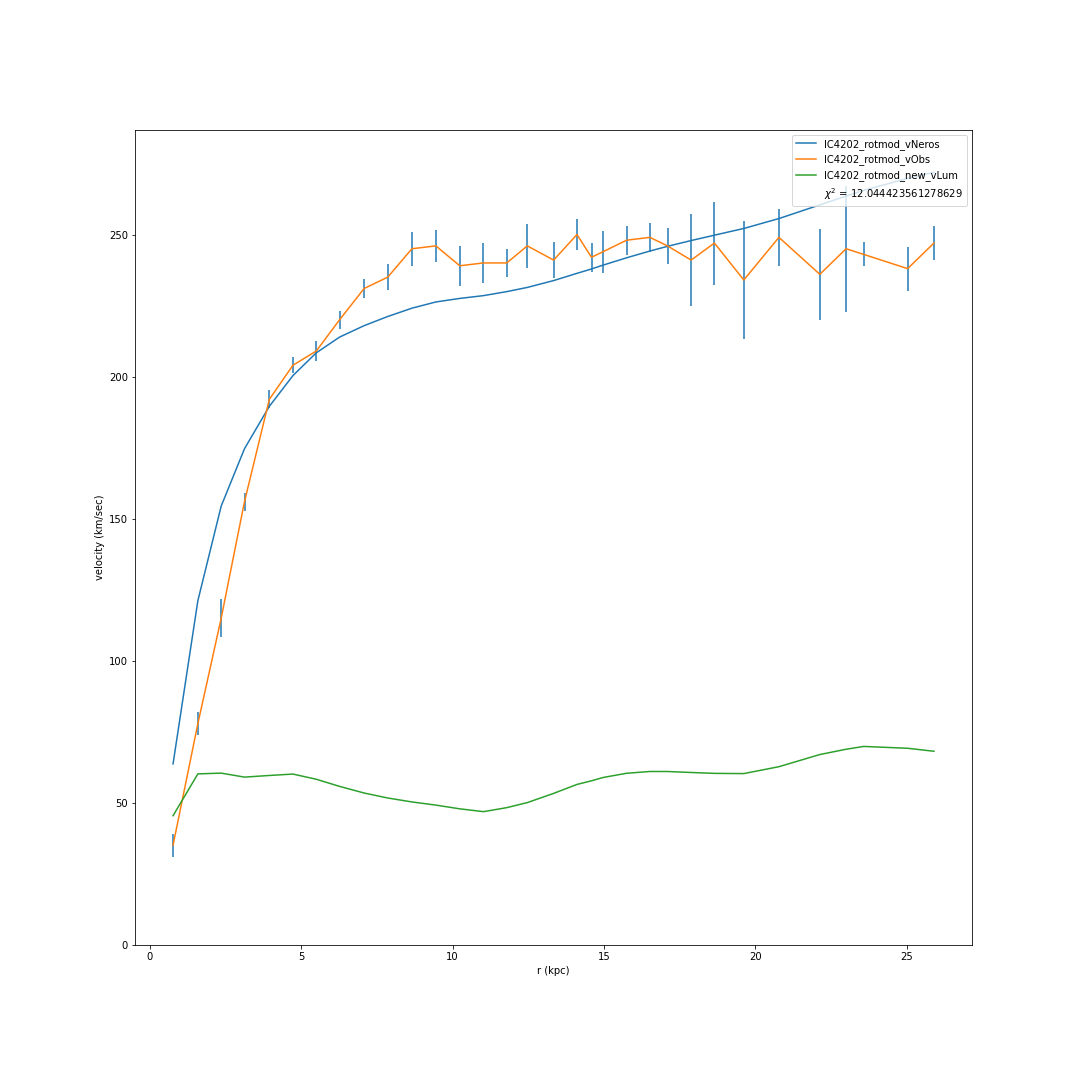 IC4202_rotmod_vNeros
IC4202_rotmod_vObs
IC4202_rotmod_new_vLum
χ² = 12.044423561278629
250
200
150
100
50
0
velocity (km/sec)
0 5 10 15 20 25
r (kpc)